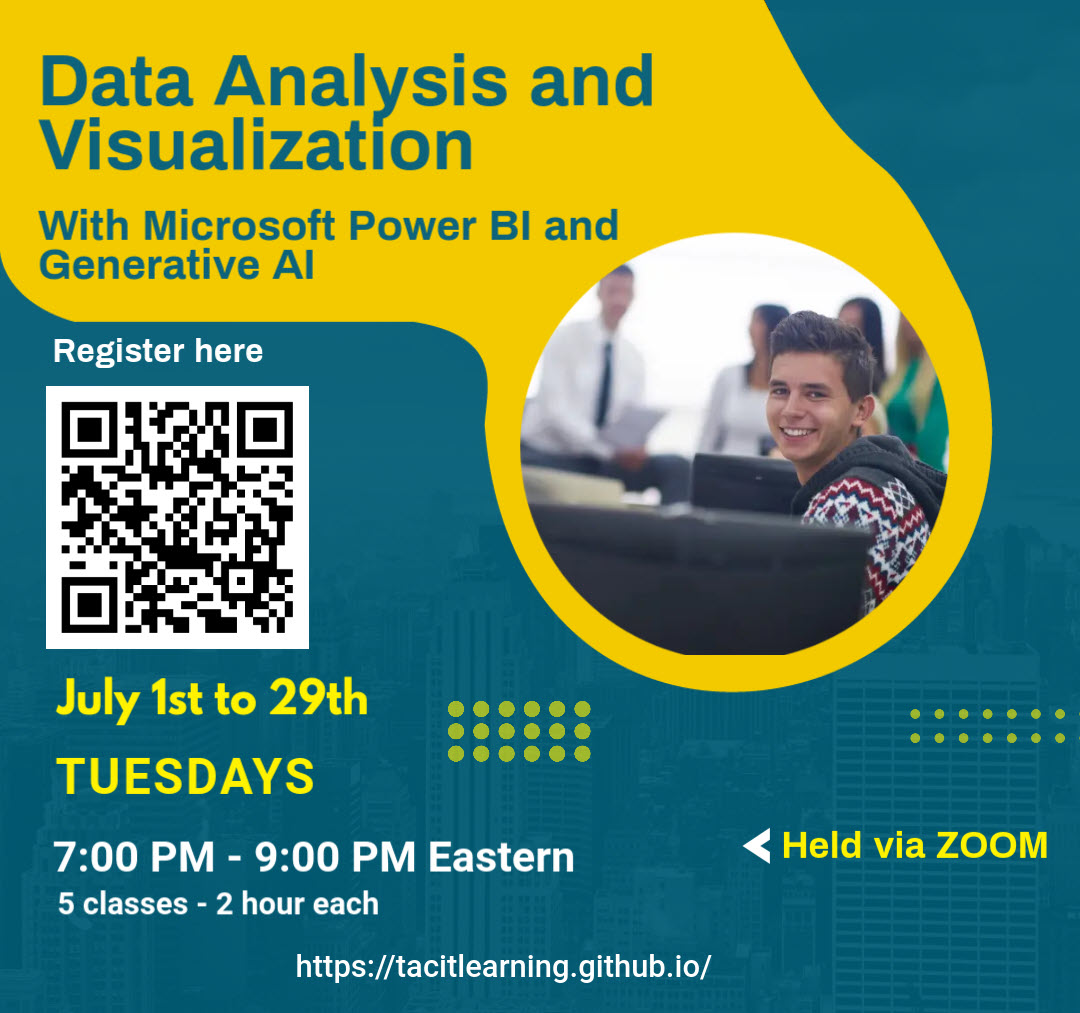 Data Analysis and
Visualization
With Microsoft Power BI and
Generative AI
Register here
July 1st to 29th
TUESDAYS
7:00 PM - 9:00 PM Eastern
5 classes - 2 hour each
Held via ZOOM
https://tacitlearning.github.io/